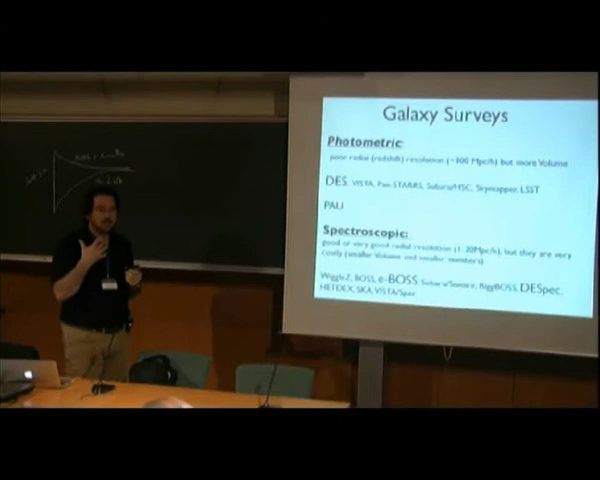 Galaxy Surveys
Photometric:
poor radial (redshift) resolution (~300 Mpc/h) but more Volume
DES, VISTA, Pan-STARRS, Subaru/HSC, Skymapper, LSST
PAU
Spectroscopic:
good or very good radial resolution (1-20Mpc/h), but they are very
costly (smaller Volume and smaller numbers)
WiggleZ, BOSS, e-BOSS, Subaru/Sumire, BigBOSS, DESpec,
HETDEX, SKA, VISTA/Spec